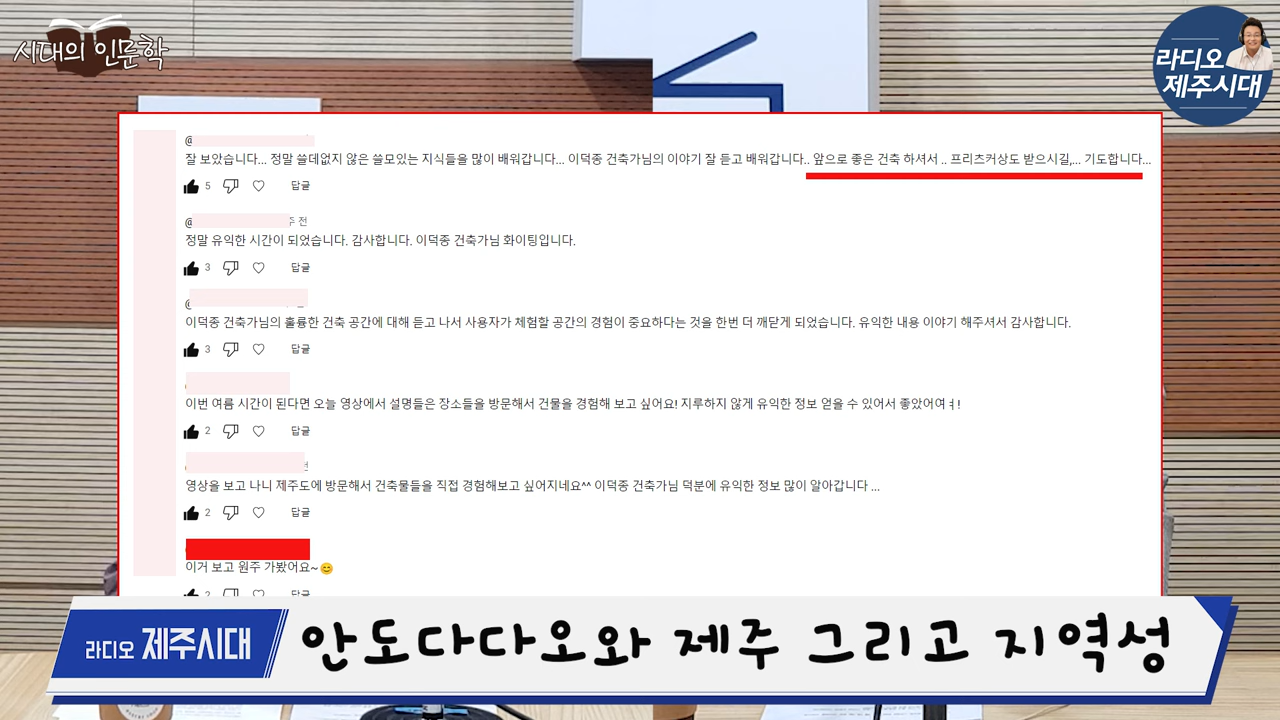 시대의 인문학
라디오
제주시대
@
잘 보았습니다... 정말 쓸데없지 않은 쓸모있는 지식들을 많이 배워갑니다... 이덕종 건축가님의 이야기 잘 듣고 배워갑니다.. 앞으로 좋은 건축 하셔서 .. 프리츠커상도 받으시길,... 기도합니다...
5 답글
@ 주 전
정말 유익한 시간이 되었습니다. 감사합니다. 이덕종 건축가님 화이팅입니다.
3 답글
@
이덕종 건축가님의 훌륭한 건축 공간에 대해 듣고 나서 사용자가 체험할 공간의 경험이 중요하다는 것을 한번 더 깨닫게 되었습니다. 유익한 내용 이야기 해주셔서 감사합니다.
3 답글
이번 여름 시간이 된다면 오늘 영상에서 설명들은 장소들을 방문해서 건물을 경험해 보고 싶어요! 지루하지 않게 유익한 정보 얻을 수 있어서 좋았어여ㅕ!
2 답글
전
영상을 보고 나니 제주도에 방문해서 건축물들을 직접 경험해보고 싶어지네요^^ 이덕종 건축가님 덕분에 유익한 정보 많이 알아갑니다 ...
2 답글
이거 보고 원주 가봤어요~😊
2 답글
라디오 제주시대
안도다다오와 제주 그리고 지역성